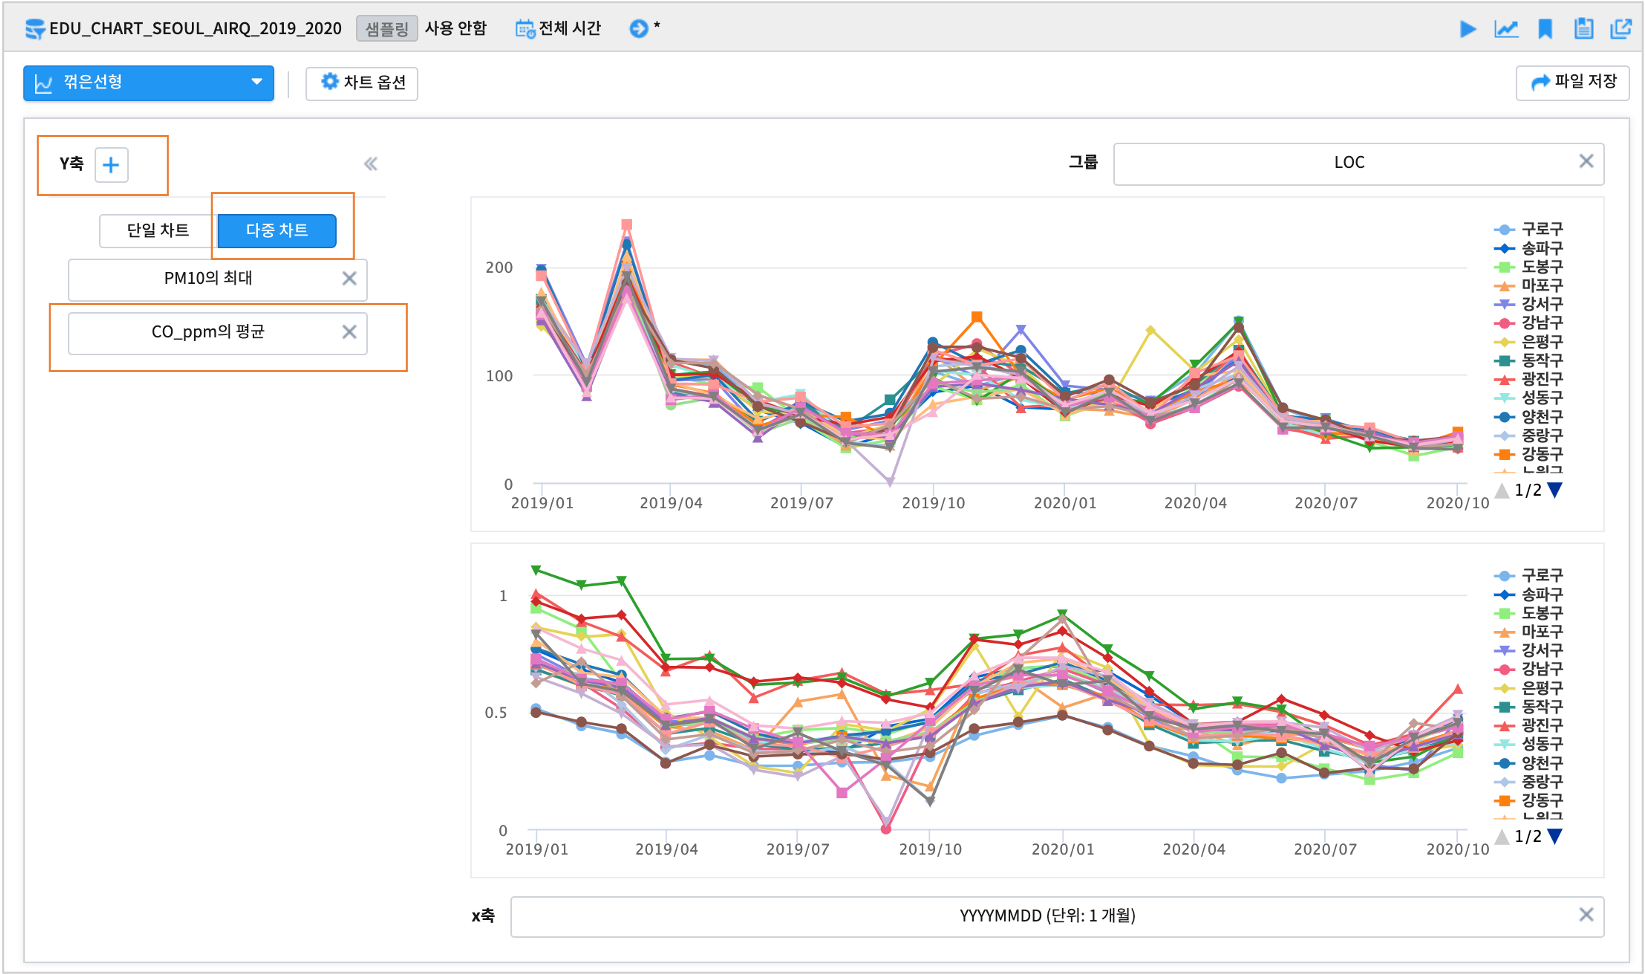 EDU_CHART_SEOUL_AIRQ_2019_2020 샘플링 사용 안함 전체 시간 *
꺾은선형 차트 옵션 파일 저장
Y축
그룹 LOC
단일 차트 다중 차트
PM10의 최대
CO_ppm의 평균
200
100
0
2019/01 2019/04 2019/07 2019/10 2020/01 2020/04 2020/07 2020/10
구로구
송파구
도봉구
마포구
강서구
강남구
은평구
동작구
광진구
성동구
양천구
중랑구
강동구
1/2
1
0.5
0
2019/01 2019/04 2019/07 2019/10 2020/01 2020/04 2020/07 2020/10
구로구
송파구
도봉구
마포구
강서구
강남구
은평구
동작구
광진구
성동구
양천구
중랑구
강동구
1/2
x축 YYYYMMDD (단위: 1 개월)